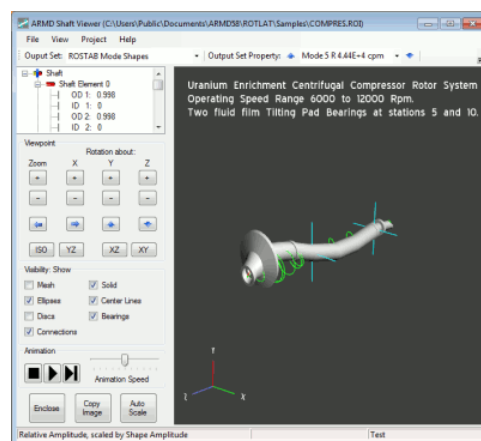 ARMD Shaft Viewer (C:\Users\Public\Documents\ARMD58\ROTLAT\Samples\COMPRES.ROI)
File View Project Help
Ouput Set: ROSTAB Mode Shapes Output Set Property: Mode 5 R 4.44E+4 cpm
Shaft
Shaft Element 0
OD 1: 0.998
ID 1: 0
OD 2: 0.998
ID 2: 0
Uranium Enrichment Centrifugal Compressor Rotor System
Operating Speed Range 6000 to 12000 Rpm.
Two fluid film Tilting Pad Bearings at stations 5 and 10.
Viewpoint
Rotation about:
Zoom X Y Z
+ + + +
- - - -
ISO YZ XZ XY
Visibility: Show
Mesh Solid
Ellipses Center Lines
Discs Bearings
Connections
Animation
Animation Speed
Enclose Copy Image Auto Scale
Y
Z X
Relative Amplitude, scaled by Shape Amplitude Test